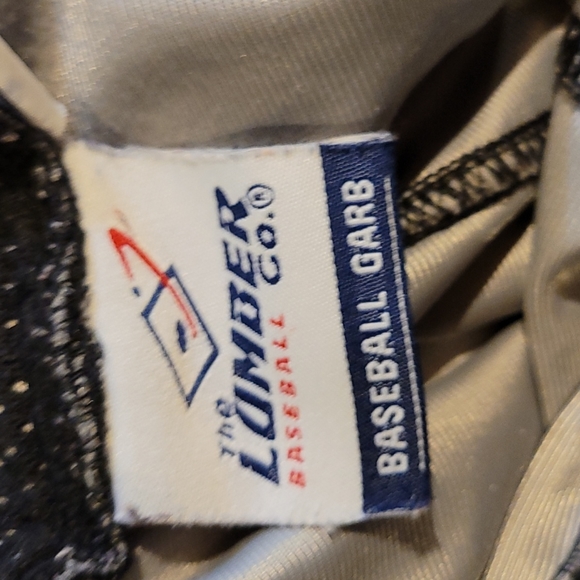 The
LUMBER
CO.®
BASEBALL
BASEBALL GARB